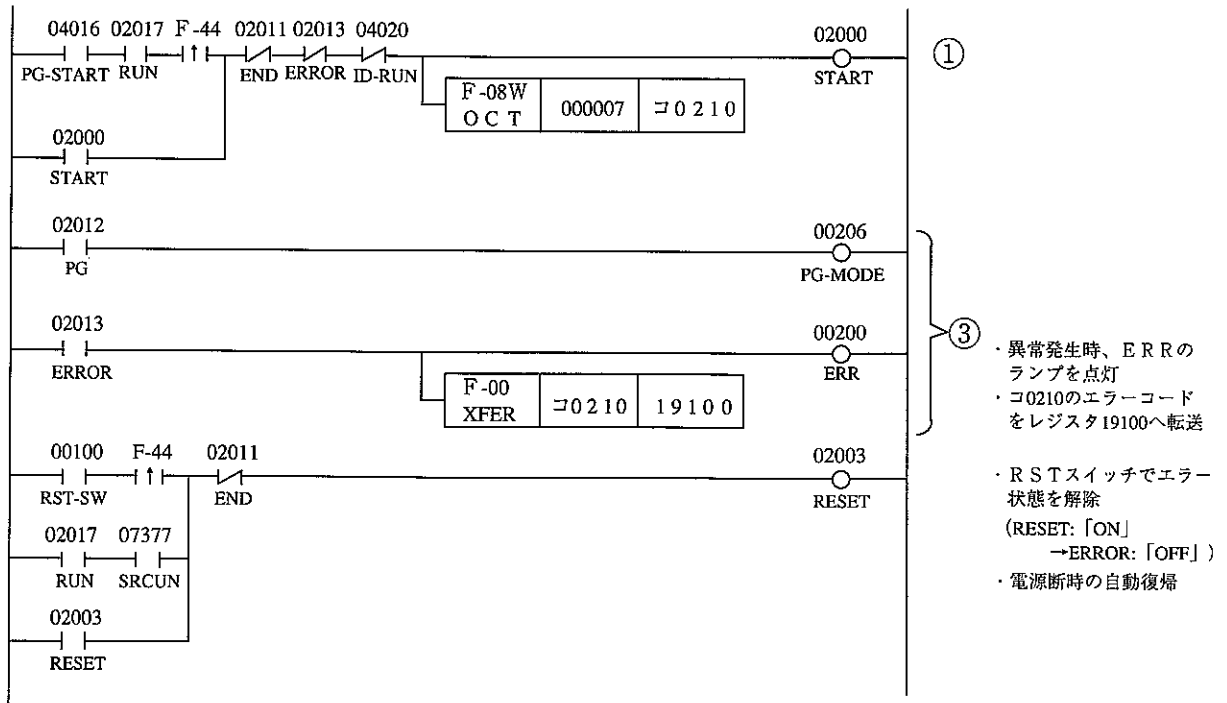 04016 02017 F-44 02011 02013 04020 02000
↑
PG-START RUN END ERROR ID-RUN START
①
F-08W 000007 コ0210
OCT
02000
START
02012 00206
PG PG-MODE
02013 00200
ERROR ERR
③
F-00 コ0210 19100
XFER
・異常発生時、ERRの
ランプを点灯
・コ0210のエラーコード
をレジスタ19100へ転送
00100 F-44 02011 02003
↑
RST-SW END RESET
・RSTスイッチでエラー
状態を解除
(RESET:「ON」
→ERROR:「OFF」)
・電源断時の自動復帰
02017 07377
RUN SRCUN
02003
RESET